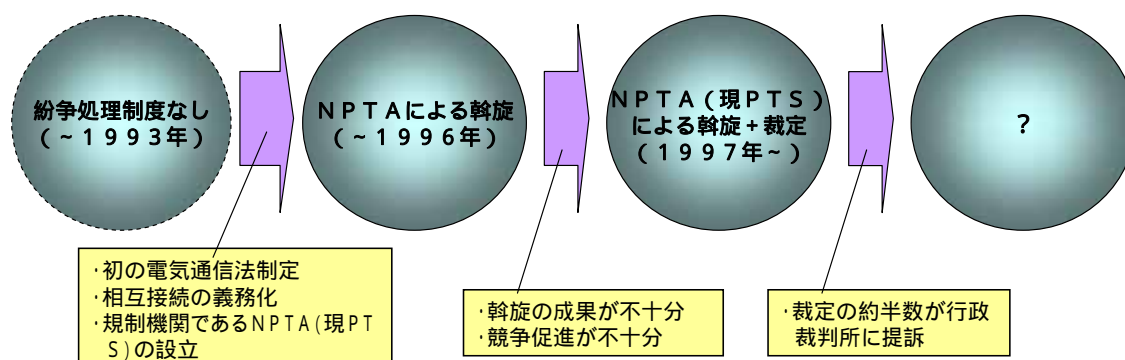 紛争処理制度なし
(~1993年)
NPTAによる斡旋
(~1996年)
NPTA(現PTS)
による斡旋+裁定
(1997年~)
?
・初の電気通信法制定
・相互接続の義務化
・規制機関であるNPTA(現PT
S)の設立
・斡旋の成果が不十分
・競争促進が不十分
・裁定の約半数が行政
裁判所に提訴